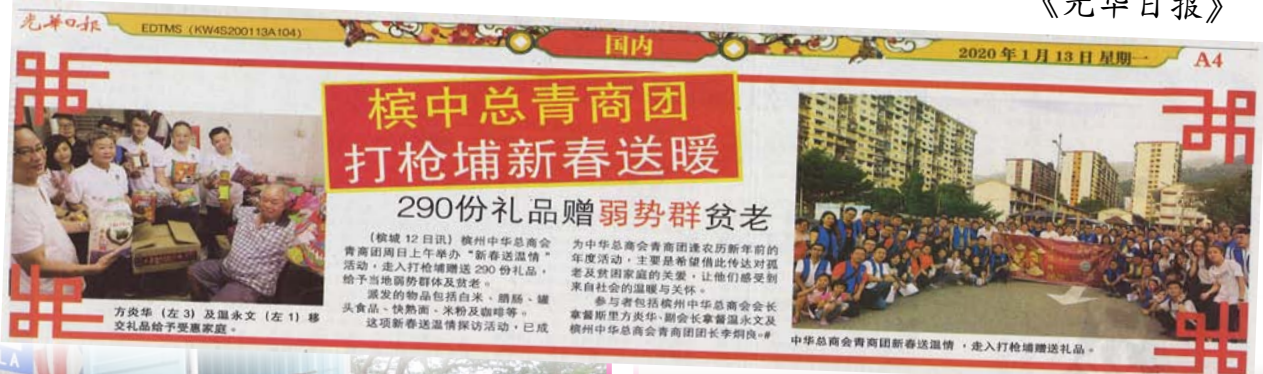 《光华日报》
光华日报
EDTMS (KW4S200113A104)
国内
2020 年 1 月 13 日 星期一
A4
槟中总青商团
打枪埔新春送暖
290份礼品赠弱势群贫老
（槟城 12 日讯）槟州中华总商会
青商团周日上午举办“新春送温情”
活动，走入打枪埔赠送 290 份礼品，
给予当地弱势群体及贫老。
派发的物品包括白米、腊肠、罐
头食品、快熟面、米粉及咖啡等。
这项新春送温情探访活动，已成
为中华总商会青商团逢农历新年前的
年度活动，主要是希望借此传达对孤
老及贫困家庭的关爱，让他们感受到
来自社会的温暖与关怀。
参与者包括槟州中华总商会会长
拿督斯里方炎华、副会长拿督温永文及
槟州中华总商会青商团团长李炯良。#
方炎华（左 3）及温永文（左 1）移
交礼品给予受惠家庭。
中华总商会青商团新春送温情，走入打枪埔赠送礼品。
LA